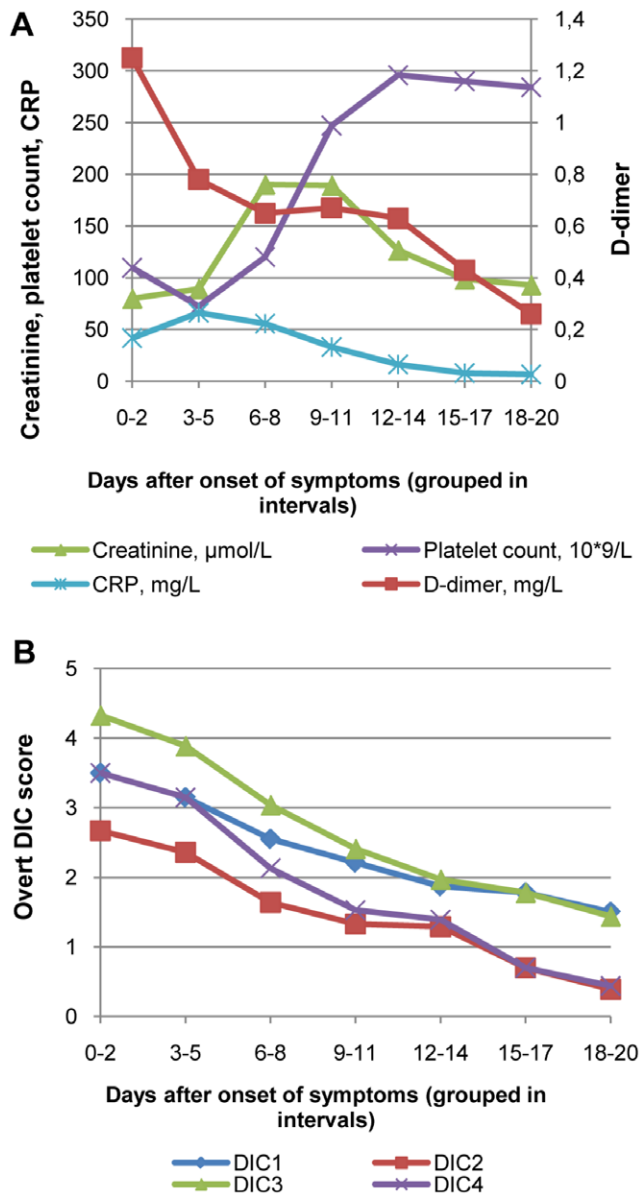 A
350
300
250
200
150
100
50
0
1,4
1,2
1
0,8
0,6
0,4
0,2
0
Creatinine, platelet count, CRP
D-dimer
0-2 3-5 6-8 9-11 12-14 15-17 18-20
Days after onset of symptoms (grouped in
intervals)
Creatinine, µmol/L Platelet count, 10*9/L
CRP, mg/L D-dimer, mg/L
B
5
4
3
2
1
0
Overt DIC score
0-2 3-5 6-8 9-11 12-14 15-17 18-20
Days after onset of symptoms (grouped in
intervals)
DIC1 DIC2
DIC3 DIC4